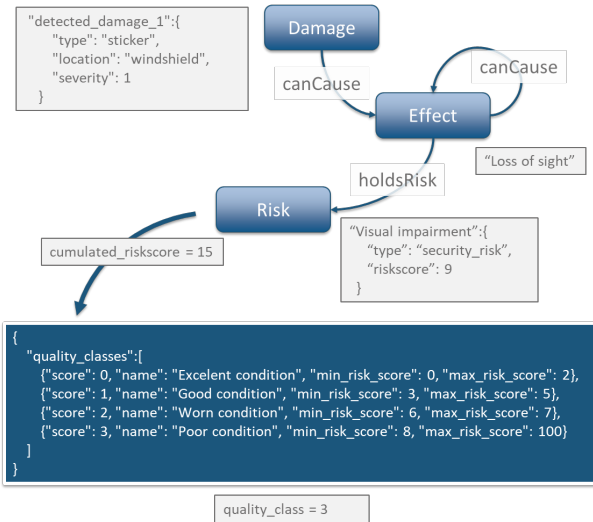 "detected_damage_1":{
"type": "sticker",
"location": "windshield",
"severity": 1
}
Damage
canCause
canCause
Effect
"Loss of sight"
holdsRisk
Risk
"Visual impairment":{
“type”: “security_risk”,
“riskscore”: 9
}
cumulated_riskscore = 15
{
"quality_classes":[
{"score": 0, "name": "Excelent condition", "min_risk_score": 0, "max_risk_score": 2},
{"score": 1, "name": "Good condition", "min_risk_score": 3, "max_risk_score": 5},
{"score": 2, "name": "Worn condition", "min_risk_score": 6, "max_risk_score": 7},
{"score": 3, "name": "Poor condition", "min_risk_score": 8, "max_risk_score": 100}
]
}
quality_class = 3